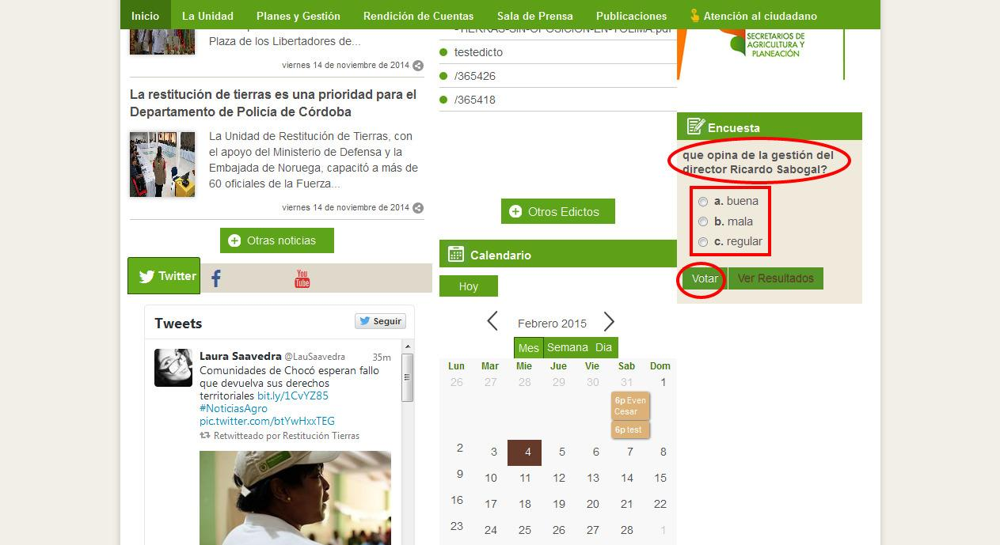 Inicio
La Unidad
Planes y Gestión
Rendición de Cuentas
Sala de Prensa
Publicaciones
Atención al ciudadano
Plaza de los Libertadores de...
viernes 14 de noviembre de 2014
La restitución de tierras es una prioridad para el
Departamento de Policía de Córdoba
La Unidad de Restitución de Tierras, con
el apoyo del Ministerio de Defensa y la
Embajada de Noruega, capacitó a más de
60 oficiales de la Fuerza...
viernes 14 de noviembre de 2014
Otras noticias
Twitter
You
Tube
Tweets
Seguir
Laura Saavedra @LauSaavedra 35m
Comunidades de Chocó esperan fallo
que devuelva sus derechos
territoriales bit.ly/1CvYZ85
#NoticiasAgro
pic.twitter.com/btYwHxxTEG
Retwitteado por Restitución Tierras
-TIERRAS-SIN-OPOSICION-EN-TOLIMA.pdf
testedicto
/365426
/365418
Otros Edictos
Calendario
Hoy
Febrero 2015
Mes Semana Dia
Lun Mar Mie Jue Vie Sab Dom
26 27 28 29 30 31 1
6p Even
Cesar
6p test
2 3 4 5 6 7 8
9 10 11 12 13 14 15
16 17 18 19 20 21 22
23 24 25 26 27 28 1
SECRETARIOS DE
AGRICULTURA Y
PLANEACIÓN
Encuesta
que opina de la gestión del
director Ricardo Sabogal?
a. buena
b. mala
c. regular
Votar
Ver Resultados